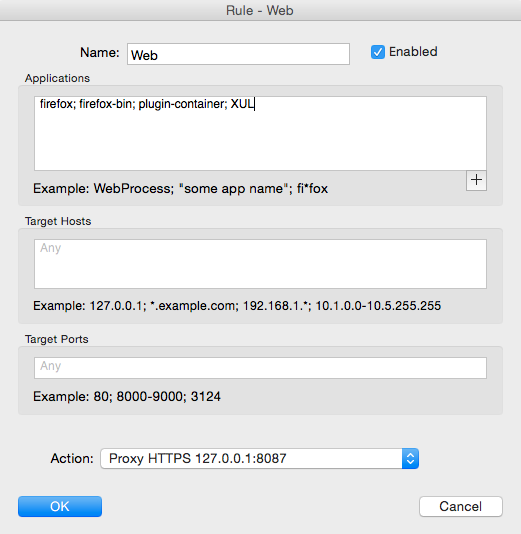 Rule - Web
Name: Web Enabled
Applications
firefox; firefox-bin; plugin-container; XUL
+
Example: WebProcess; "some app name"; fi*fox
Target Hosts
Any
Example: 127.0.0.1; *.example.com; 192.168.1.*; 10.1.0.0-10.5.255.255
Target Ports
Any
Example: 80; 8000-9000; 3124
Action: Proxy HTTPS 127.0.0.1:8087
OK Cancel